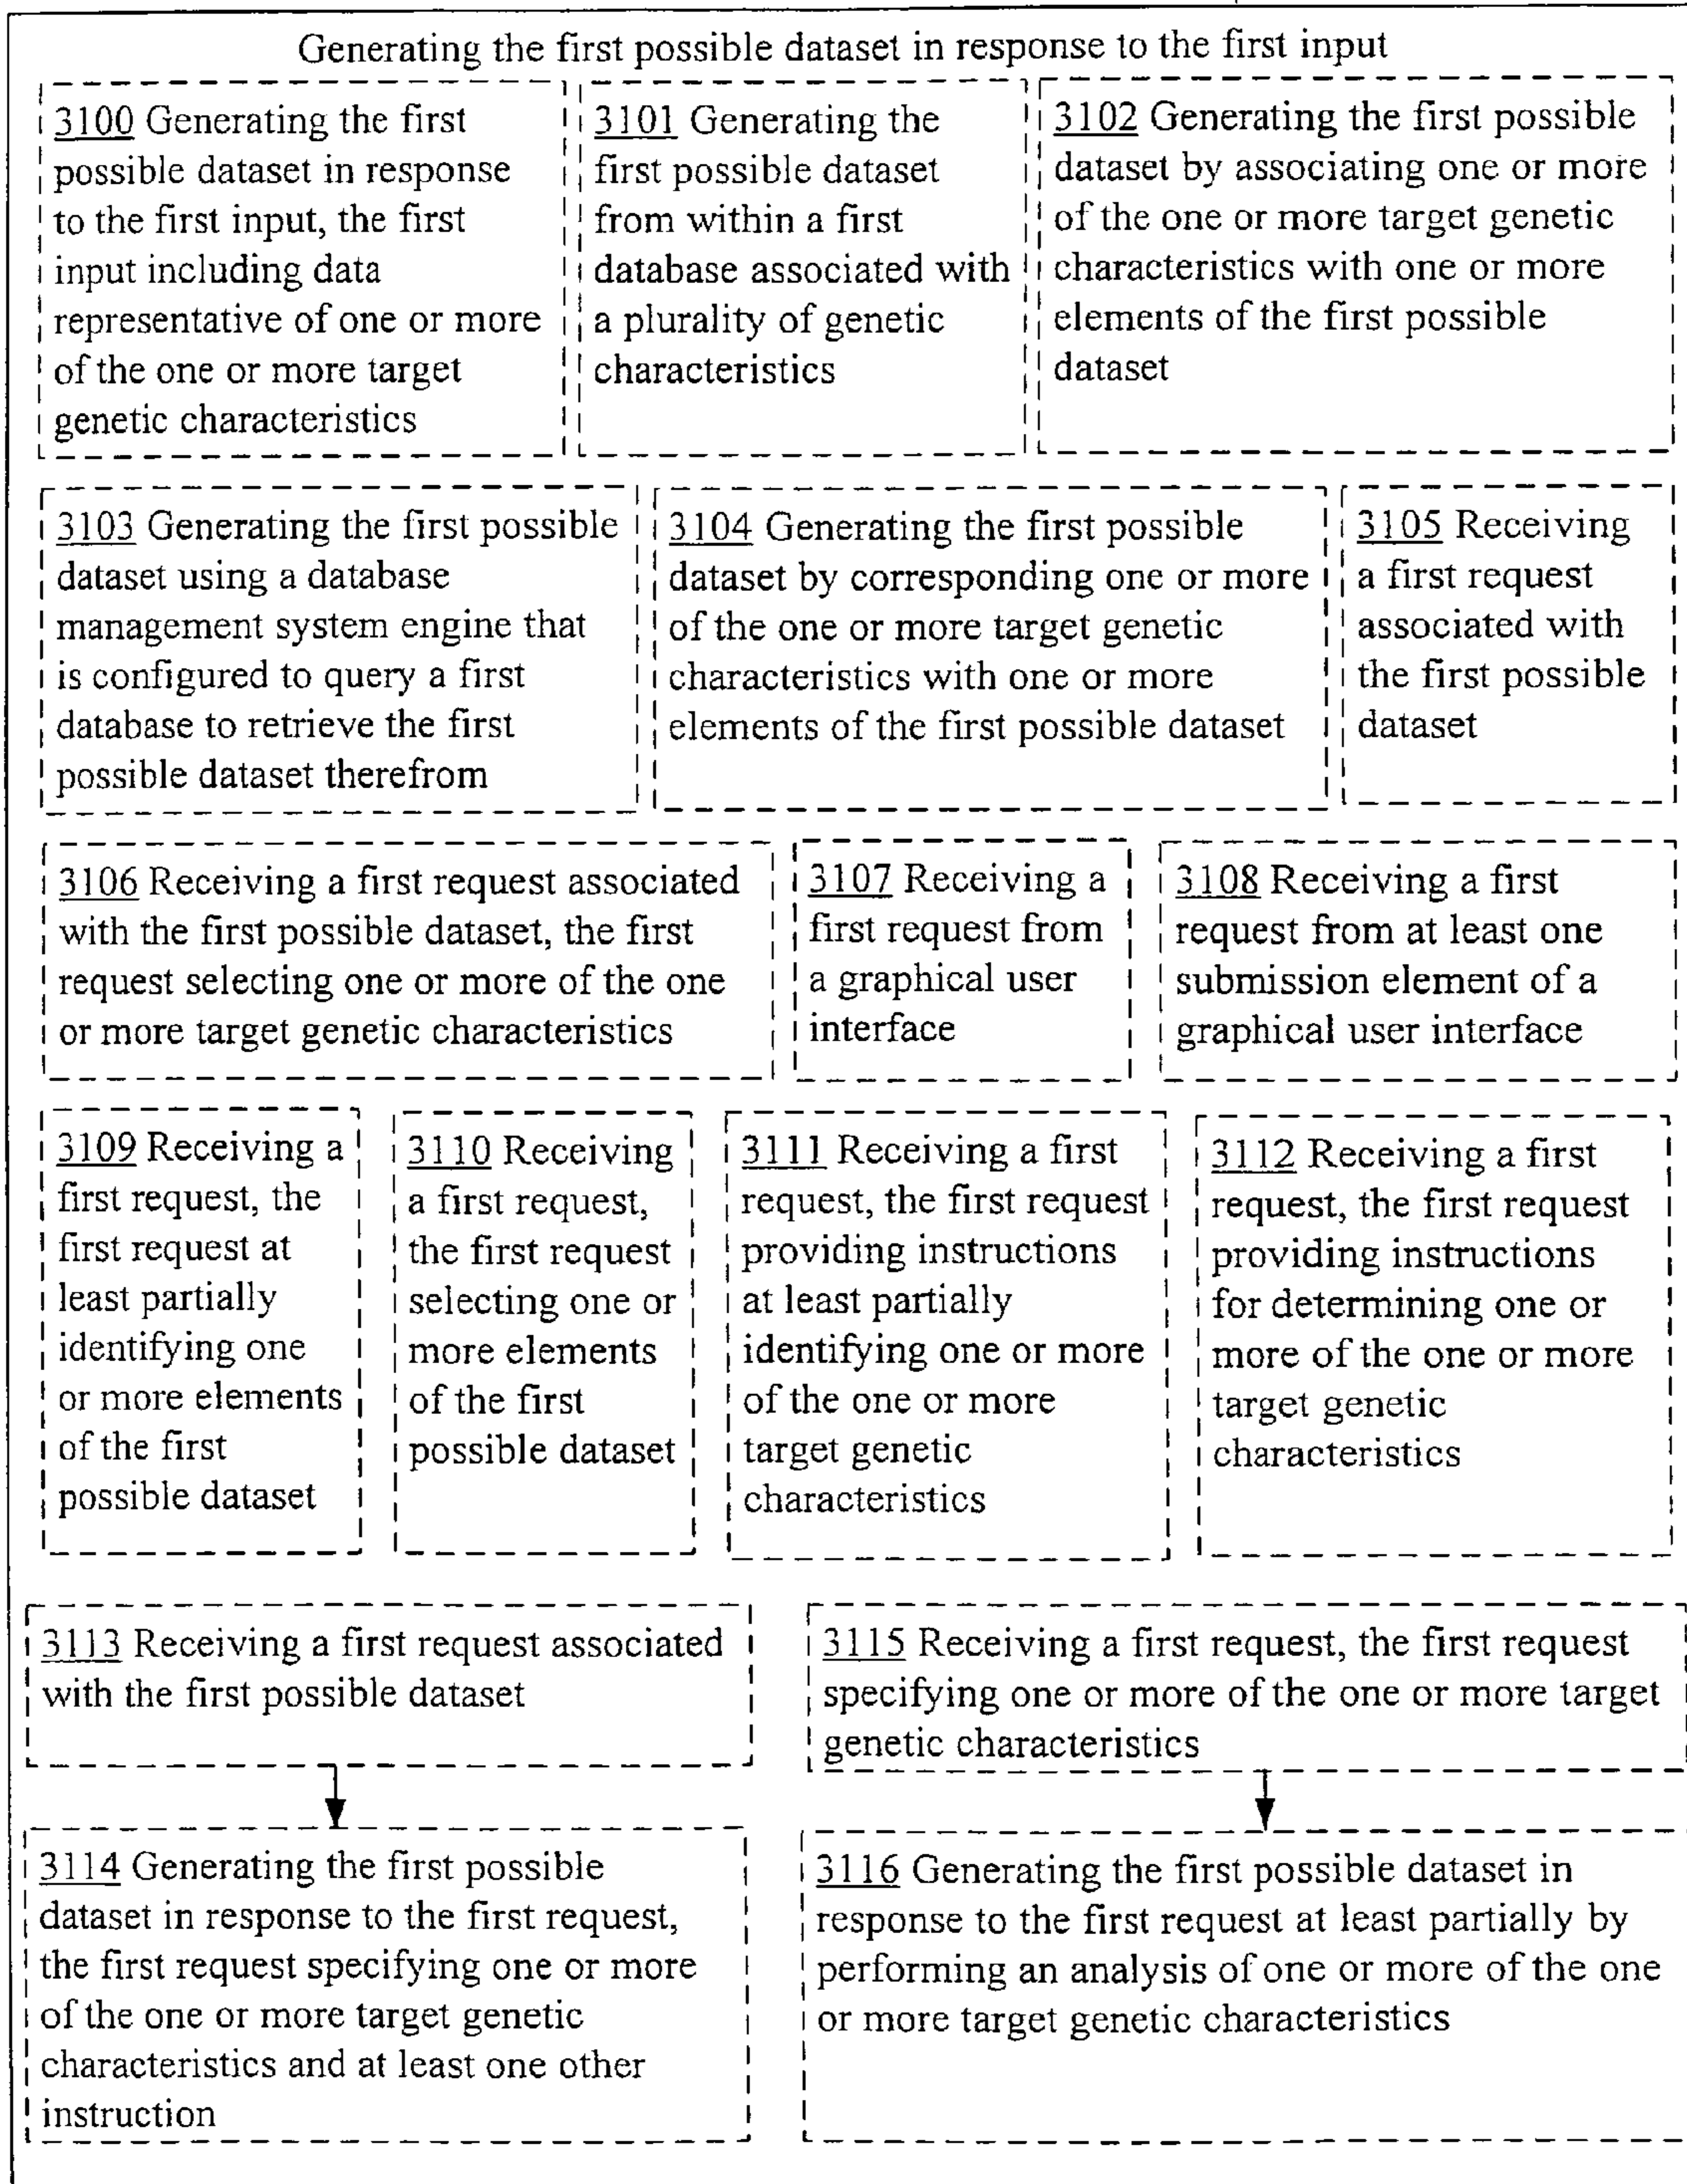 Generating the first possible dataset in response to the first input
3100 Generating the first
possible dataset in response
to the first input, the first
input including data
representative of one or more
of the one or more target
genetic characteristics
3101 Generating the
first possible dataset
from within a first
database associated with
a plurality of genetic
characteristics
3102 Generating the first possible
dataset by associating one or more
of the one or more target genetic
characteristics with one or more
elements of the first possible
dataset
3103 Generating the first possible
dataset using a database
management system engine that
is configured to query a first
database to retrieve the first
possible dataset therefrom
3104 Generating the first possible
dataset by corresponding one or more
of the one or more target genetic
characteristics with one or more
elements of the first possible dataset
3105 Receiving
a first request
associated with
the first possible
dataset
3106 Receiving a first request associated
with the first possible dataset, the first
request selecting one or more of the one
or more target genetic characteristics
3107 Receiving a
first request from
a graphical user
interface
3108 Receiving a first
request from at least one
submission element of a
graphical user interface
3109 Receiving a
first request, the
first request at
least partially
identifying one
or more elements
of the first
possible dataset
3110 Receiving
a first request,
the first request
selecting one or
more elements
of the first
possible dataset
3111 Receiving a first
request, the first request
providing instructions
at least partially
identifying one or more
of the one or more
target genetic
characteristics
3112 Receiving a first
request, the first request
providing instructions
for determining one or
more of the one or more
target genetic
characteristics
3113 Receiving a first request associated
with the first possible dataset
3115 Receiving a first request, the first request
specifying one or more of the one or more target
genetic characteristics
3114 Generating the first possible
dataset in response to the first request,
the first request specifying one or more
of the one or more target genetic
characteristics and at least one other
instruction
3116 Generating the first possible dataset in
response to the first request at least partially by
performing an analysis of one or more of the one
or more target genetic characteristics